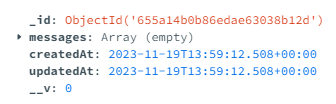 _id: ObjectId('655a14b0b86edae63038b12d')
messages: Array (empty)
createdAt: 2023-11-19T13:59:12.508+00:00
updatedAt: 2023-11-19T13:59:12.508+00:00
__v: 0